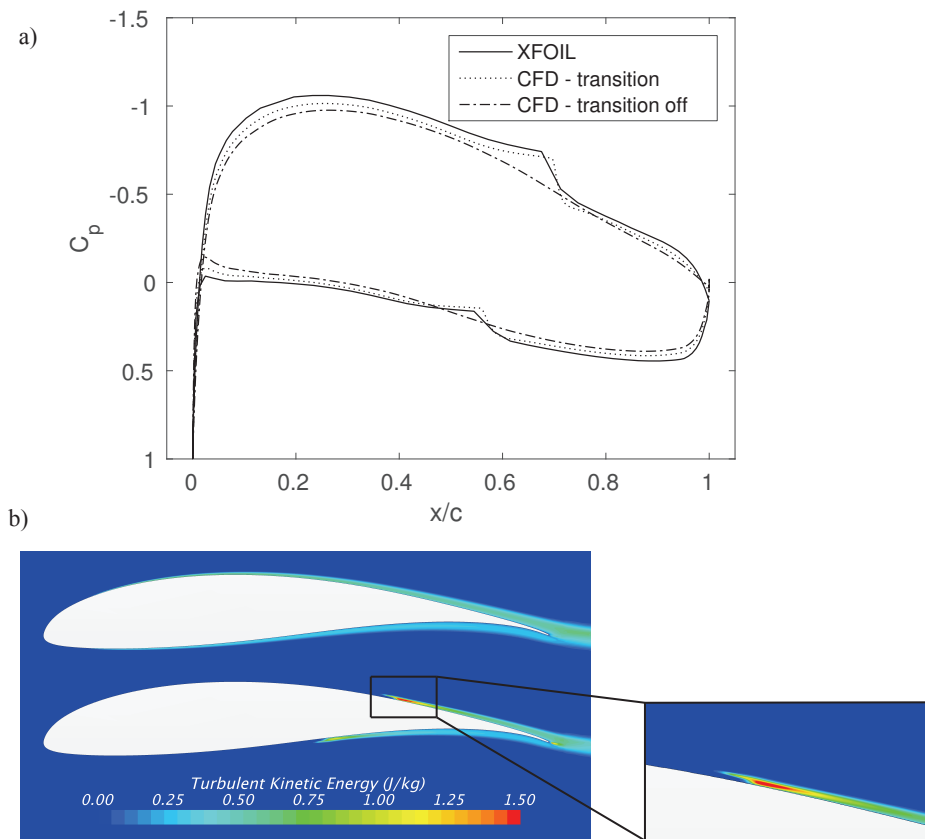 a)
-1.5
-1
-0.5
0
0.5
1
C_p
XFOIL
CFD - transition
CFD - transition off
0 0.2 0.4 0.6 0.8 1
x/c
b)
Turbulent Kinetic Energy (J/kg)
0.00 0.25 0.50 0.75 1.00 1.25 1.50